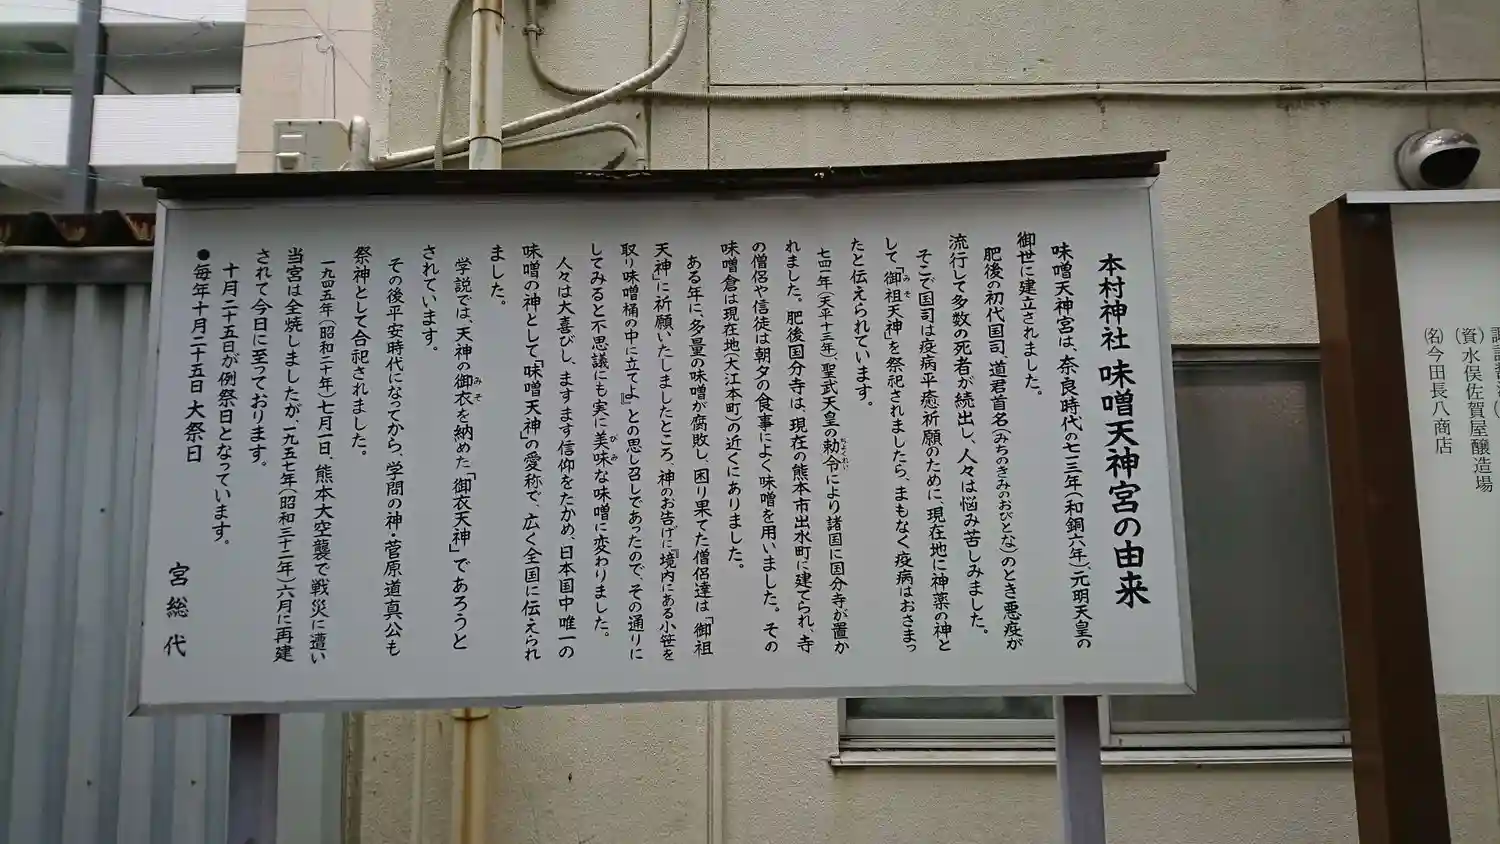 本村神社 味噌天神宮の由来
味噌天神宮は、奈良時代の七一三年(和銅六年)、元明天皇の
御世に建立されました。
肥後の初代国司、道君首名(みちのきみのおびとな)のとき悪疫が
流行して多数の死者が続出し、人々は悩み苦しみました。
そこで国司は疫病平癒祈願のために、現在地に神薬の神と
して「御祖天神」を祭祀されましたら、まもなく疫病はおさまっ
たと伝えられています。
七四一年(天平十三年)、聖武天皇の勅令により諸国に国分寺が置か
れました。肥後国分寺は、現在の熊本市出水町に建てられ、寺
の僧侶や信徒は朝夕の食事によく味噌を用いました。その
味噌倉は現在地(大江本町)の近くにありました。
ある年に、多量の味噌が腐敗し、困り果てた僧侶達は「御祖
天神」に祈願いたしましたところ、神のお告げに『境内にある小笹を
取り味噌桶の中に立てよ』との思し召しであったので、その通りに
してみると不思議にも実に美味な味噌に変わりました。
人々は大喜びし、ますます信仰をたかめ、日本国中唯一の
味噌の神として「味噌天神」の愛称で、広く全国に伝えられ
ました。
学説では、天神の御衣を納めた「御衣天神」であろうと
されています。
その後平安時代になってから、学問の神・菅原道真公も
祭神として合祀されました。
一九四五年(昭和二十年)七月一日、熊本大空襲で戦災に遭い
当宮は全焼しましたが、一九五七年(昭和三十二年)六月に再建
されて今日に至っております。
十月二十五日が例祭日となっています。
●毎年十月二十五日 大祭日
宮総代
(資)水俣佐賀屋醸造場
(名)今田長八商店